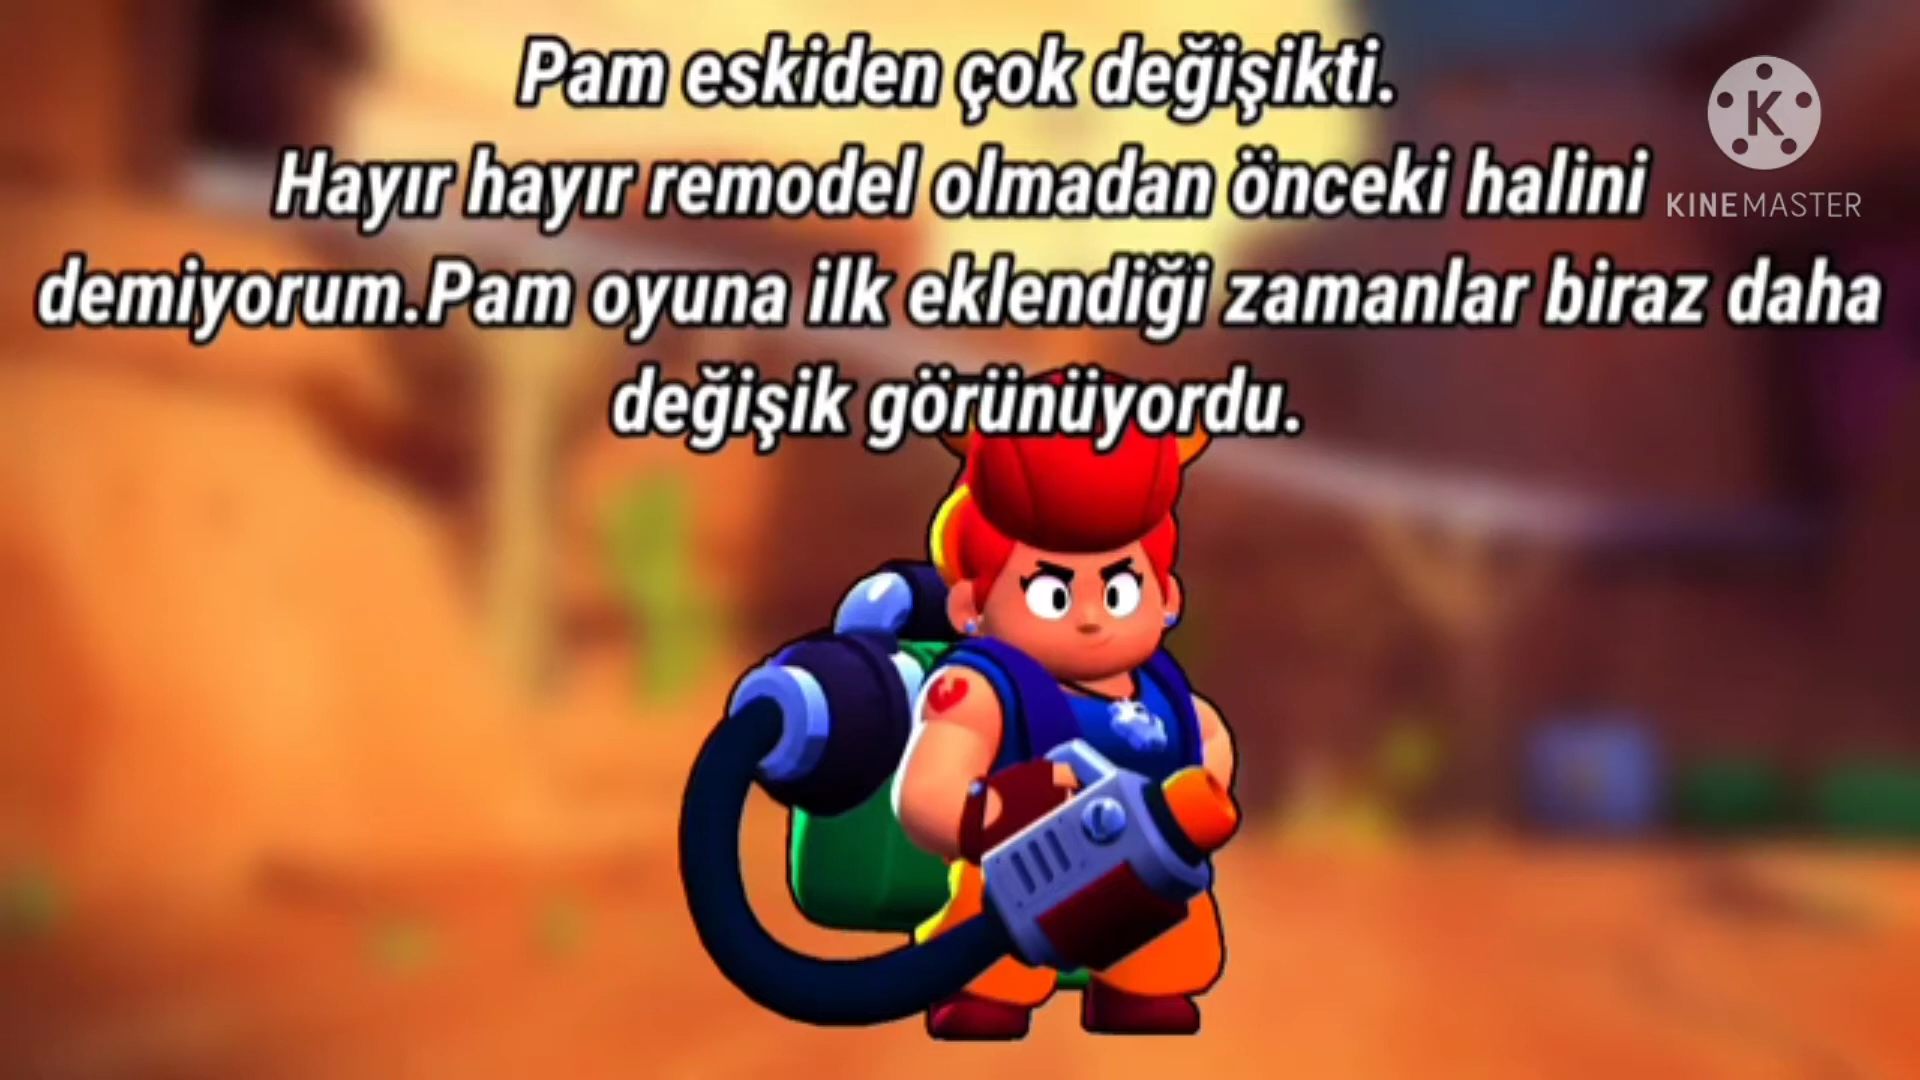 Pam eskiden çok değişikti.
Hayır hayır remodel olmadan önceki halini
demiyorum.Pam oyuna ilk eklendiği zamanlar biraz daha
değişik görünüyordu.
K
KINEMASTER